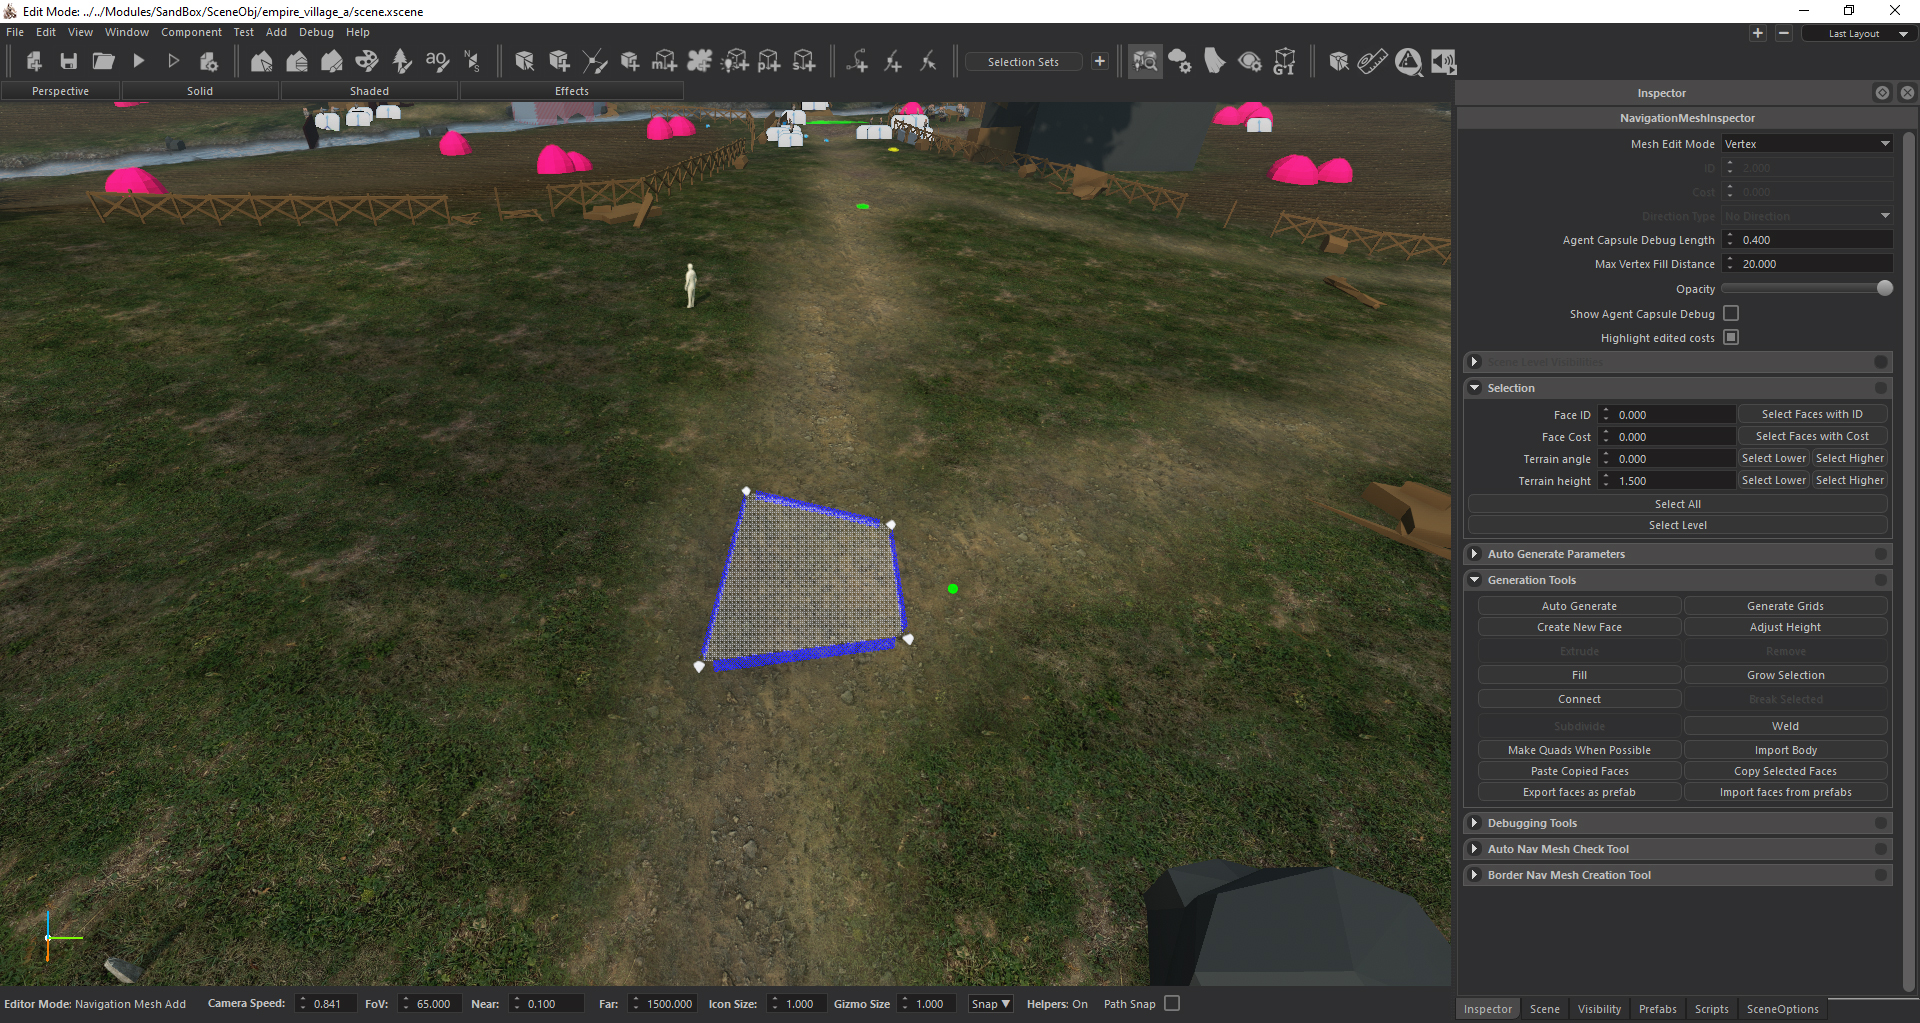 Edit Mode: ../../Modules/SandBox/SceneObj/empire_village_a/scene.xscene
File Edit View Window Component Test Add Debug Help
Last Layout
Selection Sets
GI
Perspective Solid Shaded Effects
Inspector
NavigationMeshInspector
Mesh Edit Mode Vertex
ID 2.000
Cost 0.000
Direction Type No Direction
Agent Capsule Debug Length 0.400
Max Vertex Fill Distance 20.000
Opacity
Show Agent Capsule Debug
Highlight edited costs
Scene Level Visibilities
Selection
Face ID 0.000 Select Faces with ID
Face Cost 0.000 Select Faces with Cost
Terrain angle 0.000 Select Lower Select Higher
Terrain height 1.500 Select Lower Select Higher
Select All
Select Level
Auto Generate Parameters
Generation Tools
Auto Generate Generate Grids
Create New Face Adjust Height
Extrude Remove
Fill Grow Selection
Connect Break Selected
Subdivide Weld
Make Quads When Possible Import Body
Paste Copied Faces Copy Selected Faces
Export faces as prefab Import faces from prefabs
Debugging Tools
Auto Nav Mesh Check Tool
Border Nav Mesh Creation Tool
Editor Mode: Navigation Mesh Add Camera Speed: 0.841 FoV: 65.000 Near: 0.100 Far: 1500.000 Icon Size: 1.000 Gizmo Size 1.000 Snap Helpers: On Path Snap
Inspector Scene Visibility Prefabs Scripts SceneOptions